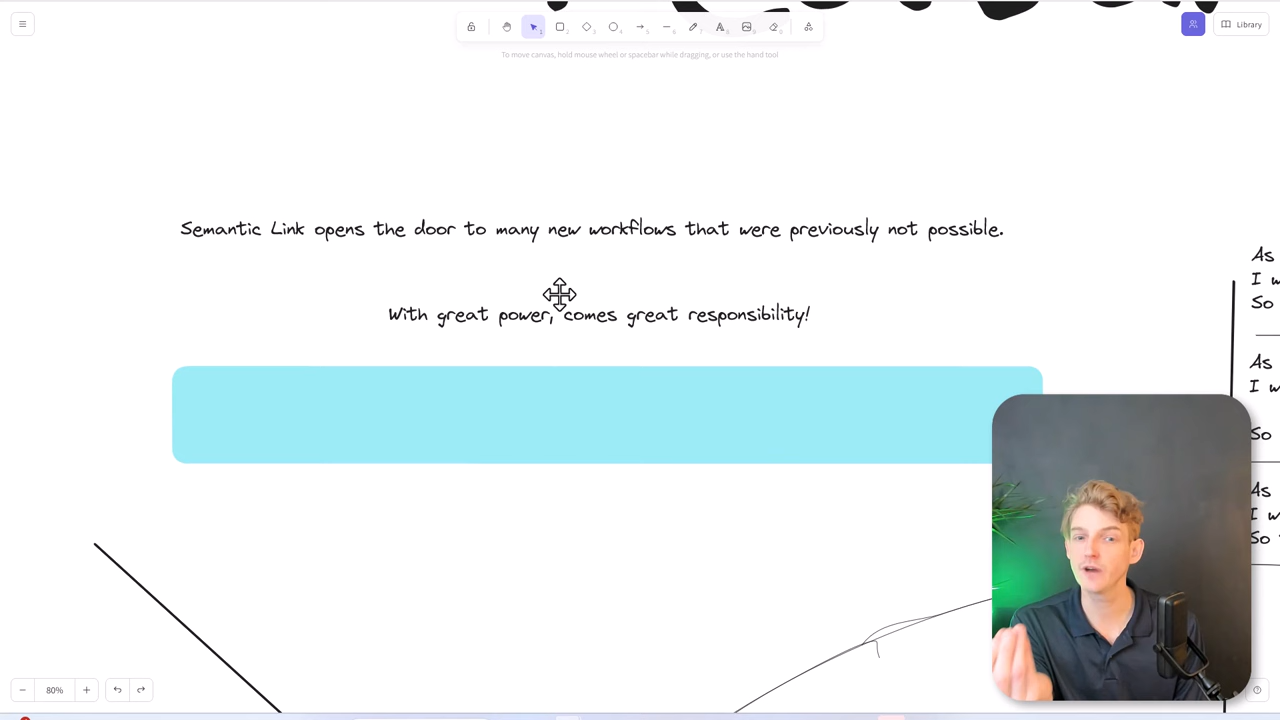 Library
To move canvas, hold mouse wheel or spacebar while dragging, or use the hand tool
Semantic Link opens the door to many new workflows that were previously not possible.
With great power, comes great responsibility!
As
I w
So
As
I w
So
As
I w
So
80%